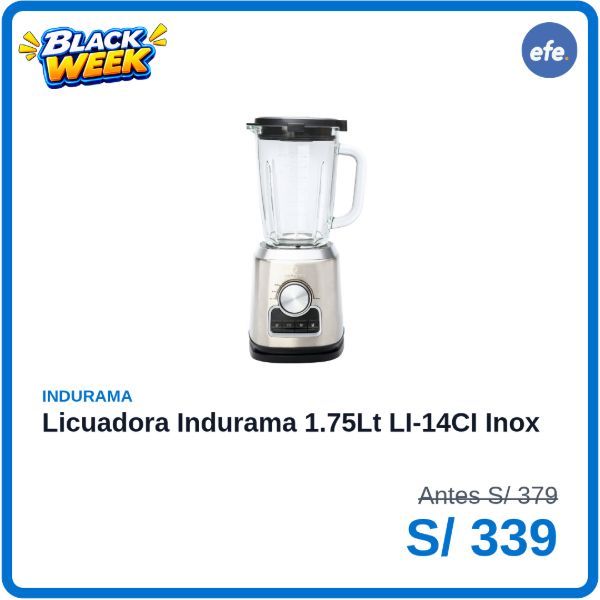 BLACK
WEEK
efe.
INDURAMA
Licuadora Indurama 1.75Lt LI-14CI Inox
Antes S/ 379
S/ 339